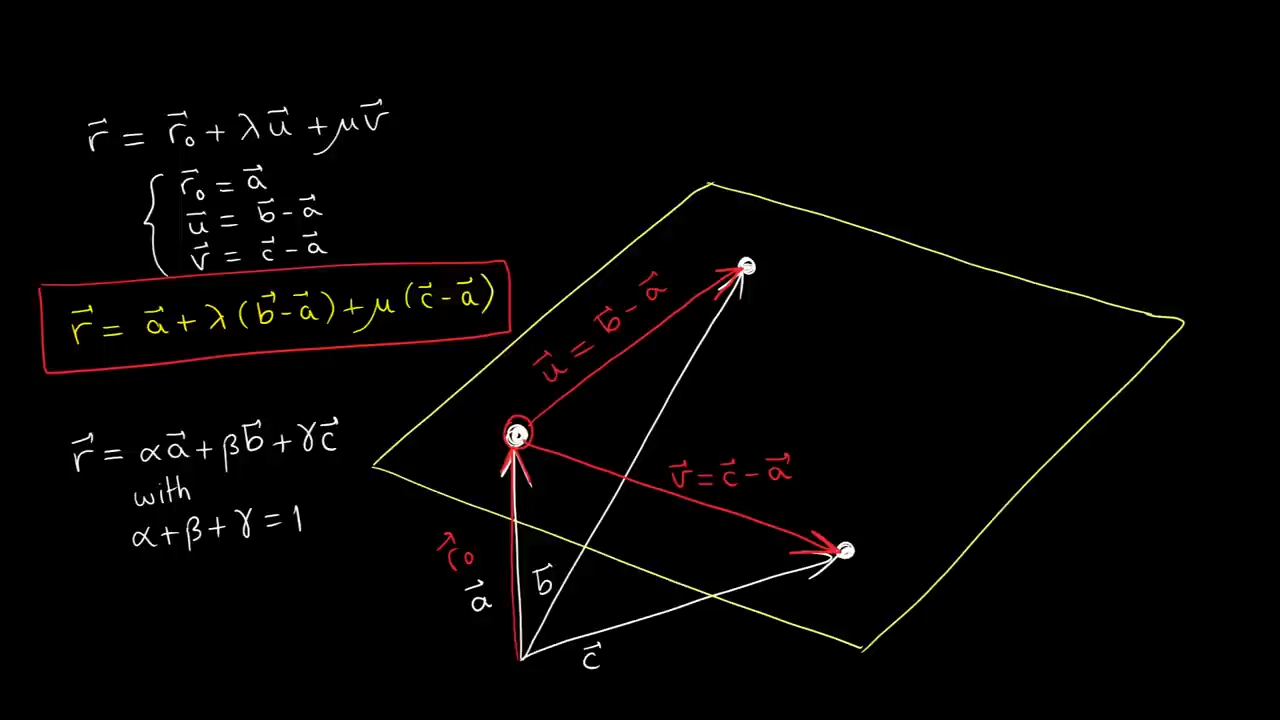 r⃗ = r⃗₀ + λu⃗ + μv⃗
r⃗₀ = a⃗
u⃗ = b⃗ - a⃗
v⃗ = c⃗ - a⃗
r⃗ = a⃗ + λ(b⃗ - a⃗) + μ(c⃗ - a⃗)
r⃗ = αa⃗ + βb⃗ + γc⃗
with
α + β + γ = 1
u⃗ = b⃗ - a⃗
v⃗ = c⃗ - a⃗
r⃗₀
a⃗
b⃗
c⃗